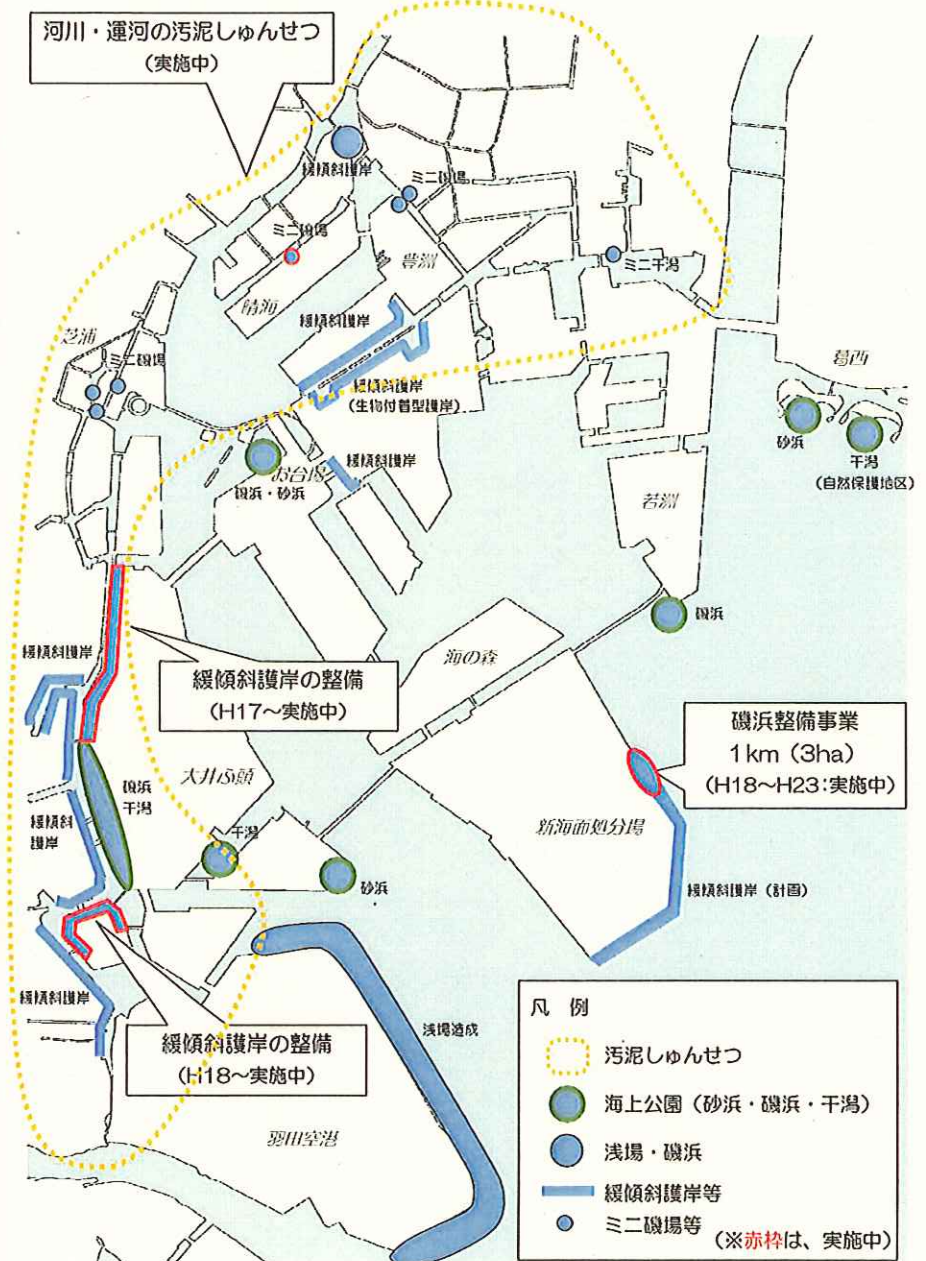 河川・運河の汚泥しゅんせつ
(実施中)
緩傾斜護岸
ミニ磯場
ミニ磯場
豊洲
ミニ干潟
晴海
緩傾斜護岸
芝浦
ミニ磯場
緩傾斜護岸
(生物付着型護岸)
葛西
砂浜
干潟
(自然保護地区)
緩傾斜護岸
お台場
磯浜・砂浜
若洲
磯浜
緩傾斜護岸
緩傾斜護岸の整備
(H17～実施中)
海の森
磯浜整備事業
1km (3ha)
(H18～H23:実施中)
磯浜
干潟
大井ふ頭
新海面処分場
緩傾斜
護岸
干潟
砂浜
緩傾斜護岸(計画)
緩傾斜護岸
緩傾斜護岸の整備
(H18～実施中)
浅場造成
羽田空港
凡 例
汚泥しゅんせつ
海上公園(砂浜・磯浜・干潟)
浅場・磯浜
緩傾斜護岸等
ミニ磯場等
(※赤枠は、実施中)